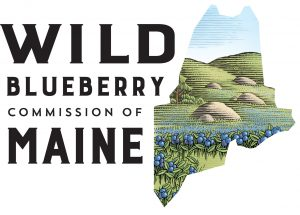 WILD
BLUEBERRY
COMMISSION OF
MAINE